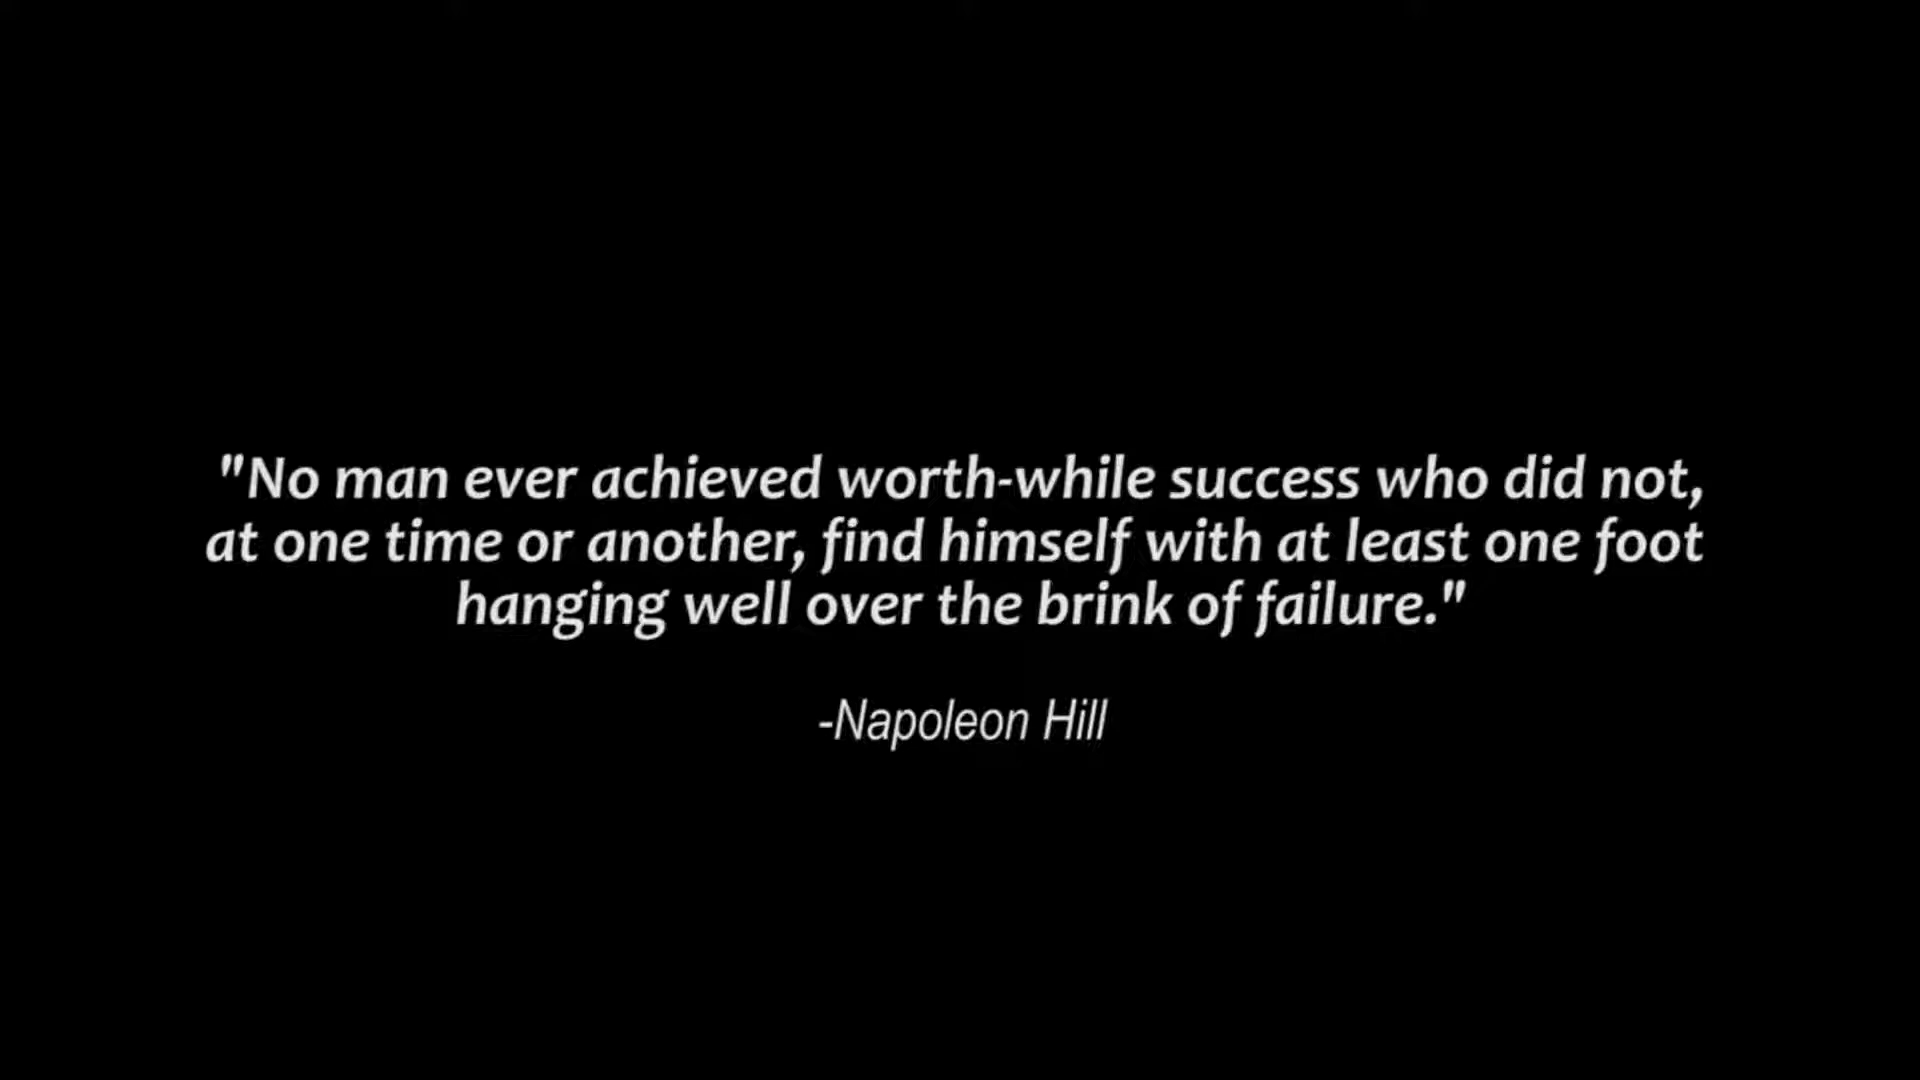 "No man ever achieved worth-while success who did not,
at one time or another, find himself with at least one foot
hanging well over the brink of failure."
-Napoleon Hill